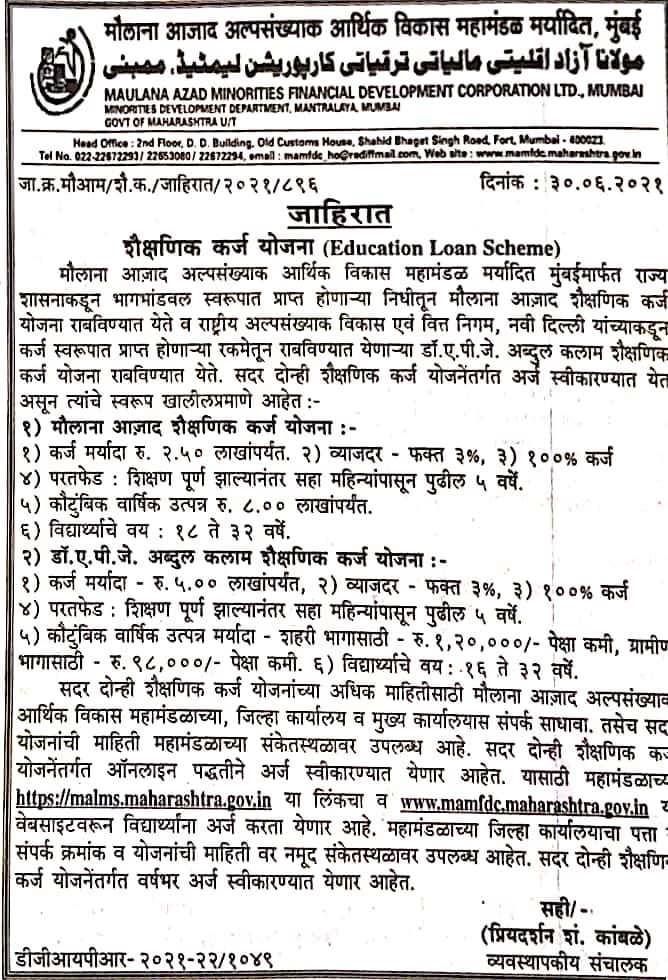 मौलाना आजाद अल्पसंख्याक आर्थिक विकास महामंडळ मर्यादित, मुंबई
مولانا آزاد اقلیتی مالیاتی ترقیاتی کارپوریشن لیمٹیڈ، ممبئی
MAULANA AZAD MINORITIES FINANCIAL DEVELOPMENT CORPORATION LTD., MUMBAI
MINORITIES DEVELOPMENT DEPARTMENT, MANTRALAYA, MUMBAI
GOVT OF MAHARASHTRA U/T
Head Office : 2nd Floor, D. D. Building, Old Customs House, Shahid Bhagat Singh Road, Fort, Mumbai - 400023.
Tel No. 022-22672293/ 22653080/ 22672294, email : mamfdc_ho@rediffmail.com, Web site : www.mamfdc.maharashtra.gov.in
जा.क्र.मौआम/शै.क./जाहिरात/२०२१/८९६ दिनांक : ३०.०६.२०२१
जाहिरात
शैक्षणिक कर्ज योजना (Education Loan Scheme)
मौलाना आज़ाद अल्पसंख्याक आर्थिक विकास महामंडळ मर्यादित मुंबईमार्फत राज्य
शासनाकडून भागभांडवल स्वरूपात प्राप्त होणाऱ्या निधीतून मौलाना आज़ाद शैक्षणिक कर्ज
योजना राबविण्यात येते व राष्ट्रीय अल्पसंख्याक विकास एवं वित्त निगम, नवी दिल्ली यांच्याकडून
कर्ज स्वरूपात प्राप्त होणाऱ्या रकमेतून राबविण्यात येणाऱ्या डॉ.ए.पी.जे. अब्दुल कलाम शैक्षणिक
कर्ज योजना राबविण्यात येते. सदर दोन्ही शैक्षणिक कर्ज योजनेंतर्गत अर्ज स्वीकारण्यात येत
असून त्यांचे स्वरूप खालीलप्रमाणे आहेत :-
१) मौलाना आज़ाद शैक्षणिक कर्ज योजना :-
१) कर्ज मर्यादा रु. २.५० लाखांपर्यंत. २) व्याजदर - फक्त ३%, ३) १००% कर्ज
४) परतफेड : शिक्षण पूर्ण झाल्यानंतर सहा महिन्यांपासून पुढील ५ वर्षे.
५) कौटुंबिक वार्षिक उत्पन्न रु. ८.०० लाखांपर्यंत.
६) विद्यार्थ्याचे वय : १८ ते ३२ वर्षे.
२) डॉ.ए.पी.जे. अब्दुल कलाम शैक्षणिक कर्ज योजना :-
१) कर्ज मर्यादा - रु.५.०० लाखांपर्यंत, २) व्याजदर - फक्त ३%, ३) १००% कर्ज
४) परतफेड : शिक्षण पूर्ण झाल्यानंतर सहा महिन्यांपासून पुढील ५ वर्षे.
५) कौटुंबिक वार्षिक उत्पन्न मर्यादा - शहरी भागासाठी - रु.१,२०,०००/- पेक्षा कमी, ग्रामीण
भागासाठी - रु.९८,०००/- पेक्षा कमी. ६) विद्यार्थ्याचे वय : १६ ते ३२ वर्षे.
सदर दोन्ही शैक्षणिक कर्ज योजनांच्या अधिक माहितीसाठी मौलाना आज़ाद अल्पसंख्याक
आर्थिक विकास महामंडळाच्या, जिल्हा कार्यालय व मुख्य कार्यालयास संपर्क साधावा. तसेच सदर
योजनांची माहिती महामंडळाच्या संकेतस्थळावर उपलब्ध आहे. सदर दोन्ही शैक्षणिक कर्ज
योजनेंतर्गत ऑनलाइन पद्धतीने अर्ज स्वीकारण्यात येणार आहेत. यासाठी महामंडळाच्या
https://malms.maharashtra.gov.in या लिंकचा व www.mamfdc.maharashtra.gov.in य
वेबसाइटवरून विद्यार्थ्यांना अर्ज करता येणार आहे. महामंडळाच्या जिल्हा कार्यालयाचा पत्ता
संपर्क क्रमांक व योजनांची माहिती वर नमूद संकेतस्थळावर उपलब्ध आहेत. सदर दोन्ही शैक्षणिक
कर्ज योजनेंतर्गत वर्षभर अर्ज स्वीकारण्यात येणार आहेत.
सही/-
(प्रियदर्शन शं. कांबळे)
डीजीआयपीआर- २०२१-२२/१०४९ व्यवस्थापकीय संचालक